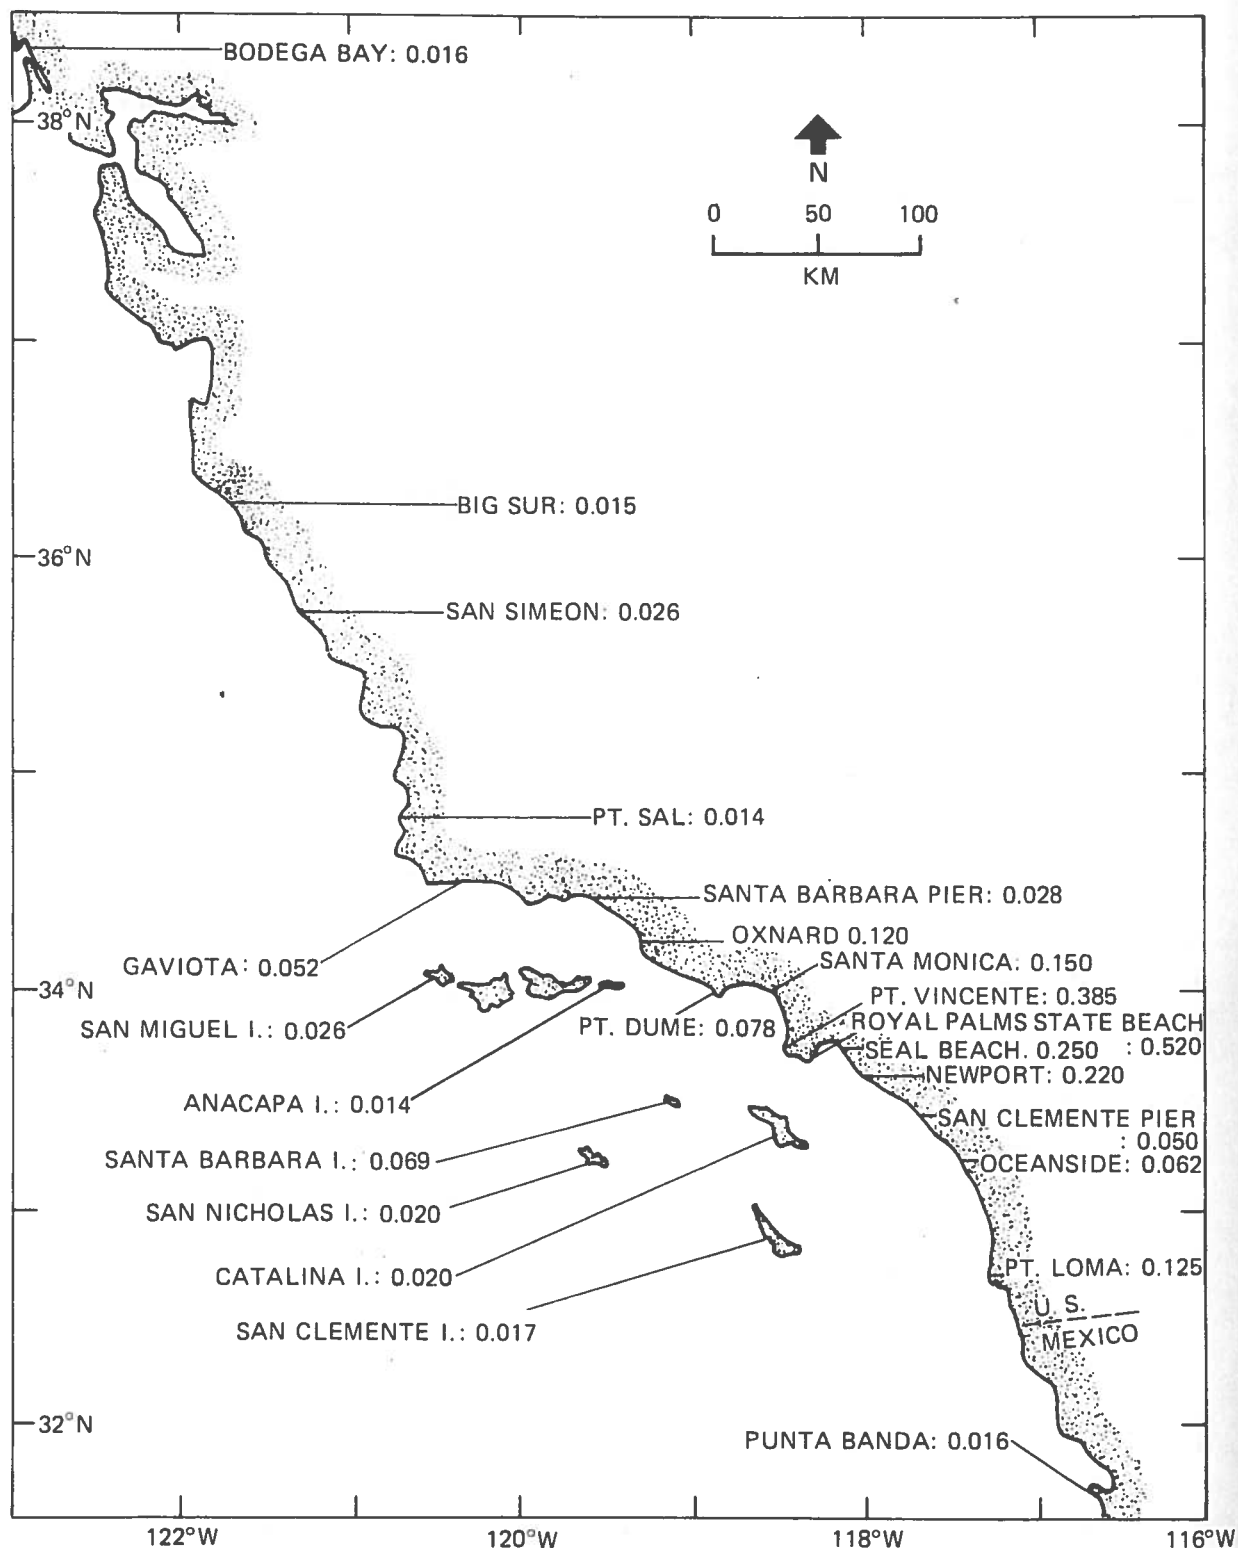 BODEGA BAY: 0.016
38°N
N
0 50 100
KM
BIG SUR: 0.015
36°N
SAN SIMEON: 0.026
PT. SAL: 0.014
SANTA BARBARA PIER: 0.028
OXNARD 0.120
SANTA MONICA: 0.150
GAVIOTA: 0.052
34°N
PT. VINCENTE: 0.385
SAN MIGUEL I.: 0.026
PT. DUME: 0.078
ROYAL PALMS STATE BEACH
: 0.520
SEAL BEACH. 0.250
NEWPORT: 0.220
ANACAPA I.: 0.014
SAN CLEMENTE PIER
: 0.050
SANTA BARBARA I.: 0.069
OCEANSIDE: 0.062
SAN NICHOLAS I.: 0.020
CATALINA I.: 0.020
PT. LOMA: 0.125
U.S.
MEXICO
SAN CLEMENTE I.: 0.017
32°N
PUNTA BANDA: 0.016
122°W 120°W 118°W 116°W